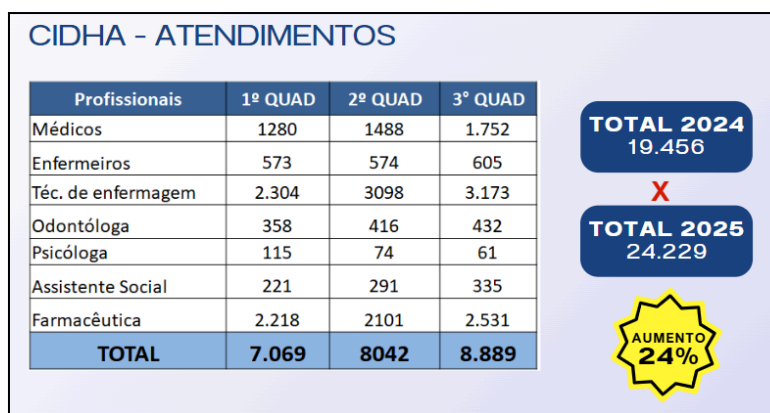 CIDHA - ATENDIMENTOS
Profissionais 1º QUAD 2º QUAD 3° QUAD
Médicos 1280 1488 1.752
Enfermeiros 573 574 605
Téc. de enfermagem 2.304 3098 3.173
Odontóloga 358 416 432
Psicóloga 115 74 61
Assistente Social 221 291 335
Farmacêutica 2.218 2101 2.531
TOTAL 7.069 8042 8.889
TOTAL 2024
19.456
X
TOTAL 2025
24.229
AUMENTO
24%